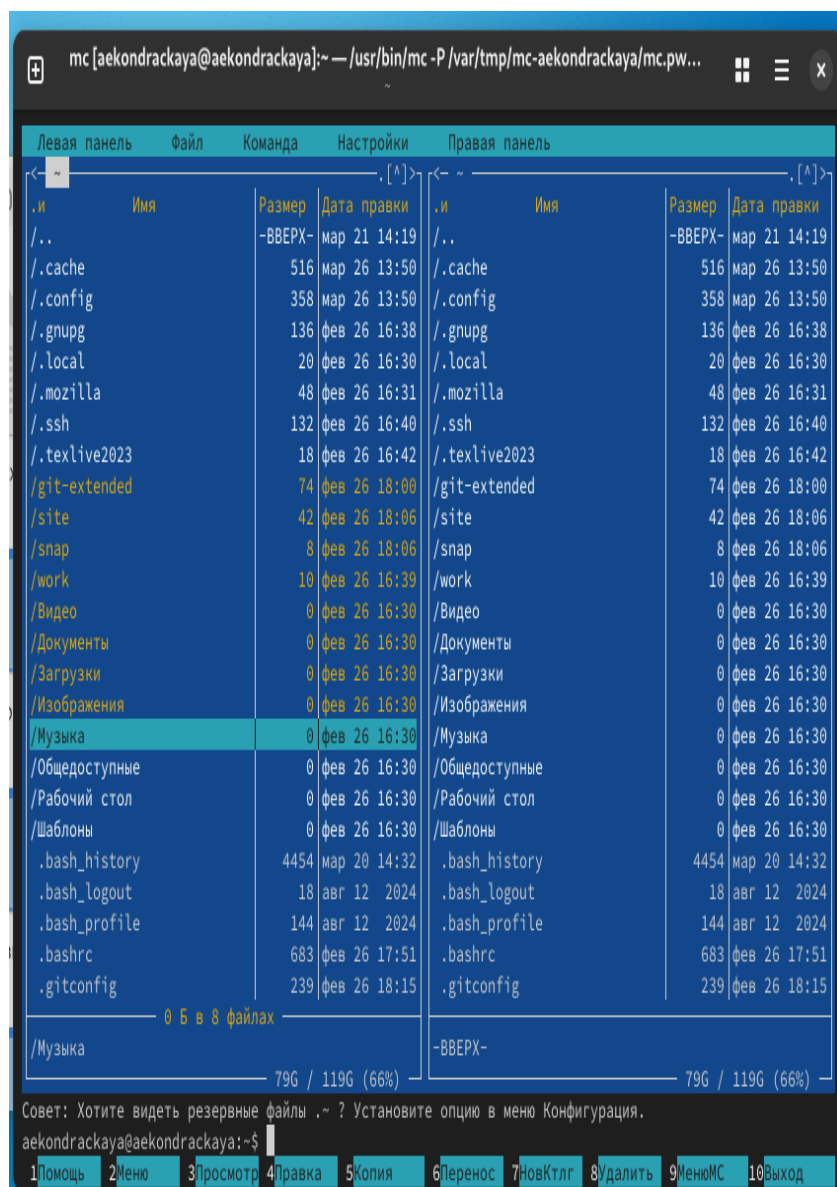 mc [aekondrackaya@aekondrackaya]:~ — /usr/bin/mc -P /var/tmp/mc-aekondrackaya/mc.pw...
~
Левая панель Файл Команда Настройки Правая панель
<- ~ .[^]> <- ~ .[^]>
.и Имя Размер Дата правки .и Имя Размер Дата правки
/.. -ВВЕРХ- мар 21 14:19 /.. -ВВЕРХ- мар 21 14:19
/.cache 516 мар 26 13:50 /.cache 516 мар 26 13:50
/.config 358 мар 26 13:50 /.config 358 мар 26 13:50
/.gnupg 136 фев 26 16:38 /.gnupg 136 фев 26 16:38
/.local 20 фев 26 16:30 /.local 20 фев 26 16:30
/.mozilla 48 фев 26 16:31 /.mozilla 48 фев 26 16:31
/.ssh 132 фев 26 16:40 /.ssh 132 фев 26 16:40
/.texlive2023 18 фев 26 16:42 /.texlive2023 18 фев 26 16:42
/git-extended 74 фев 26 18:00 /git-extended 74 фев 26 18:00
/site 42 фев 26 18:06 /site 42 фев 26 18:06
/snap 8 фев 26 18:06 /snap 8 фев 26 18:06
/work 10 фев 26 16:39 /work 10 фев 26 16:39
/Видео 0 фев 26 16:30 /Видео 0 фев 26 16:30
/Документы 0 фев 26 16:30 /Документы 0 фев 26 16:30
/Загрузки 0 фев 26 16:30 /Загрузки 0 фев 26 16:30
/Изображения 0 фев 26 16:30 /Изображения 0 фев 26 16:30
/Музыка 0 фев 26 16:30 /Музыка 0 фев 26 16:30
/Общедоступные 0 фев 26 16:30 /Общедоступные 0 фев 26 16:30
/Рабочий стол 0 фев 26 16:30 /Рабочий стол 0 фев 26 16:30
/Шаблоны 0 фев 26 16:30 /Шаблоны 0 фев 26 16:30
.bash_history 4454 мар 20 14:32 .bash_history 4454 мар 20 14:32
.bash_logout 18 авг 12 2024 .bash_logout 18 авг 12 2024
.bash_profile 144 авг 12 2024 .bash_profile 144 авг 12 2024
.bashrc 683 фев 26 17:51 .bashrc 683 фев 26 17:51
.gitconfig 239 фев 26 18:15 .gitconfig 239 фев 26 18:15
0 Б в 8 файлах
/Музыка -ВВЕРХ-
79G / 119G (66%) 79G / 119G (66%)
Совет: Хотите видеть резервные файлы .~ ? Установите опцию в меню Конфигурация.
aekondrackaya@aekondrackaya:~$
1Помощь 2Меню 3Просмотр 4Правка 5Копия 6Перенос 7НовКтлг 8Удалить 9МенюМС 10Выход